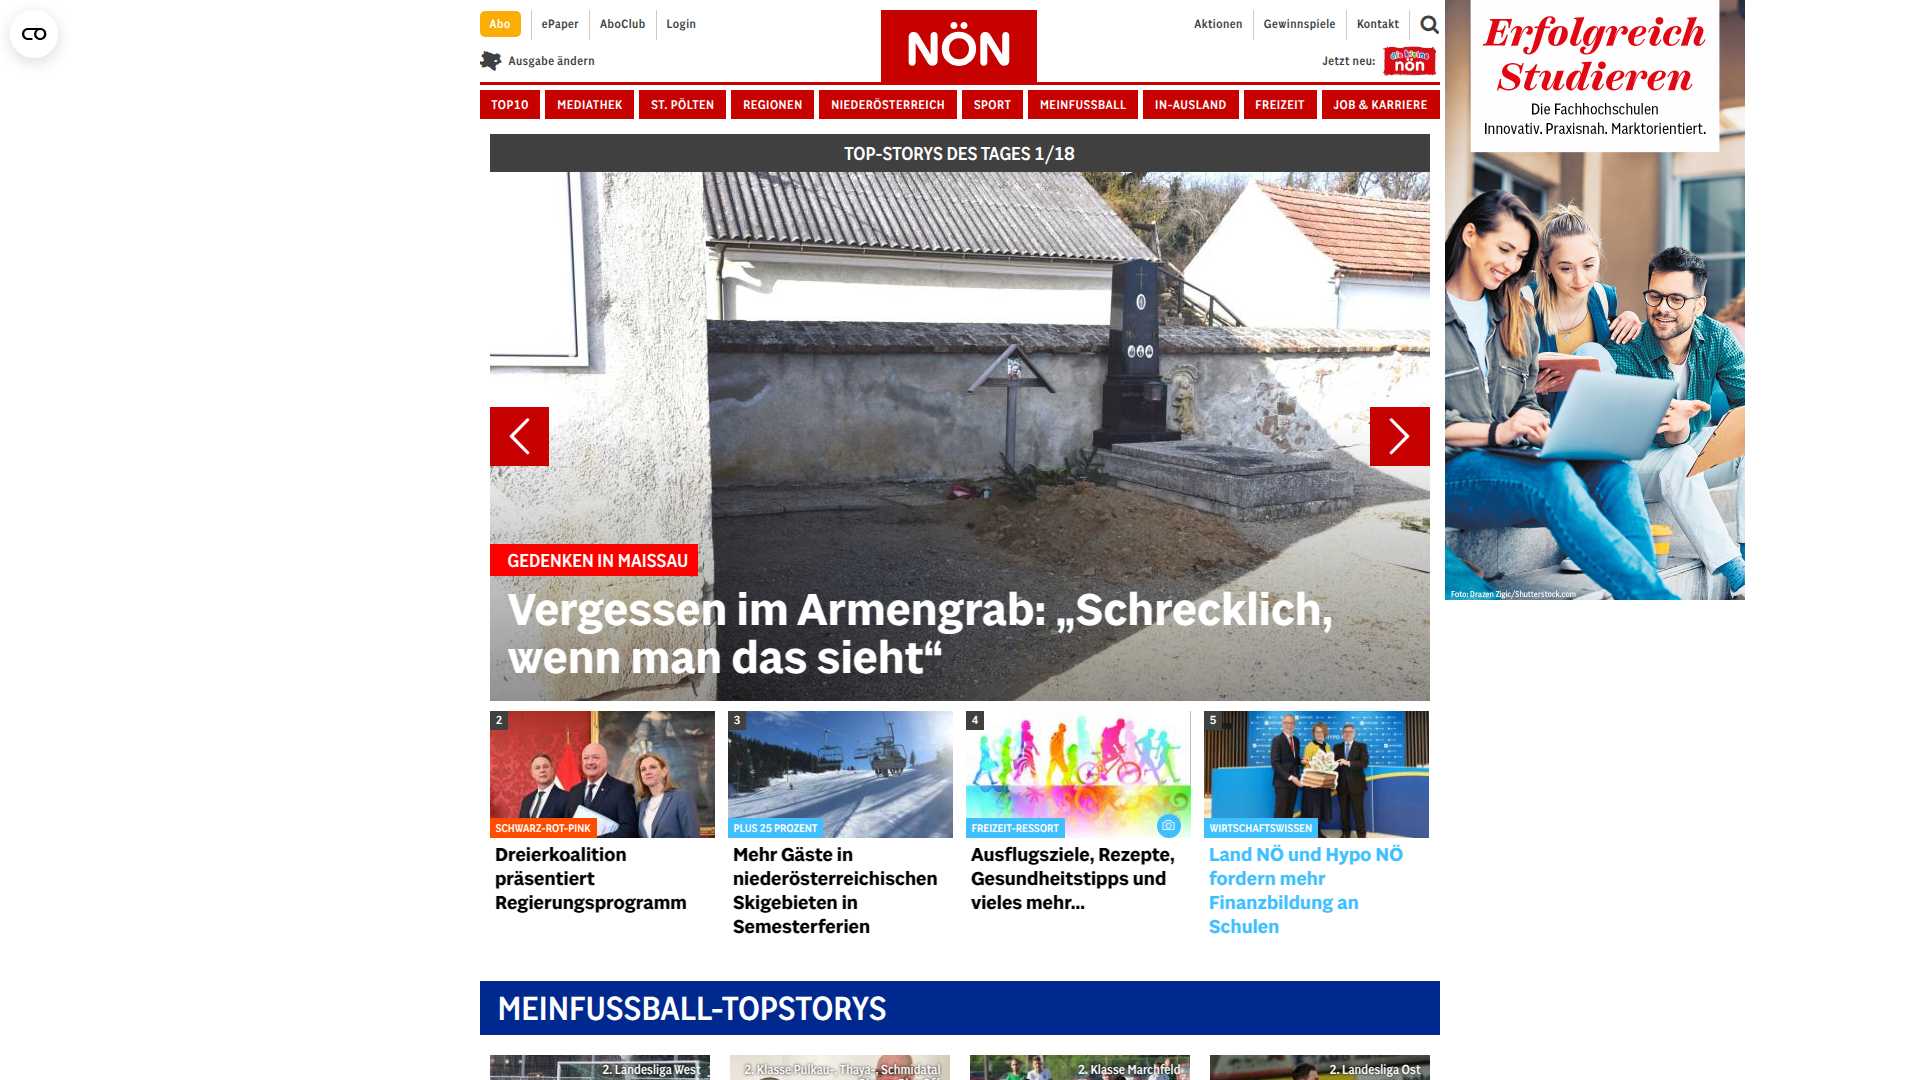 Abo
ePaper
AboClub
Login
NÖN
Aktionen
Gewinnspiele
Kontakt
Ausgabe ändern
Jetzt neu:
die kleine
nön
TOP10
MEDIATHEK
ST. PÖLTEN
REGIONEN
NIEDERÖSTERREICH
SPORT
MEINFUSSBALL
IN-AUSLAND
FREIZEIT
JOB & KARRIERE
TOP-STORYS DES TAGES 1/18
GEDENKEN IN MAISSAU
Vergessen im Armengrab: „Schrecklich,
wenn man das sieht“
2
SCHWARZ-ROT-PINK
Dreierkoalition
präsentiert
Regierungsprogramm
3
PLUS 25 PROZENT
Mehr Gäste in
niederösterreichischen
Skigebieten in
Semesterferien
4
FREIZEIT-RESSORT
Ausflugsziele, Rezepte,
Gesundheitstipps und
vieles mehr...
5
WIRTSCHAFTSWISSEN
Land NÖ und Hypo NÖ
fordern mehr
Finanzbildung an
Schulen
MEINFUSSBALL-TOPSTORYS
2. Landesliga West
2. Klasse Pulkau-, Thaya-, Schmidatal
2. Klasse Marchfeld
2. Landesliga Ost
Erfolgreich
Studieren
Die Fachhochschulen
Innovativ. Praxisnah. Marktorientiert.
Foto: Drazen Zigic/Shutterstock.com